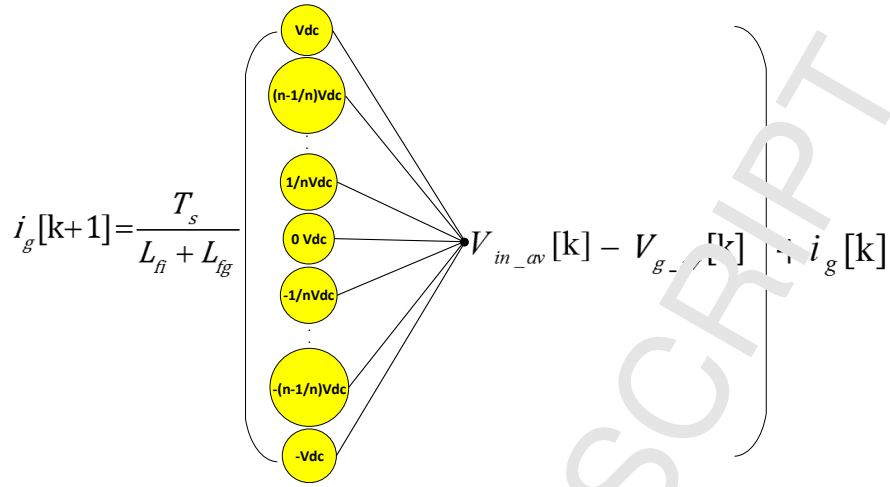 Vdc
(n-1/n)Vdc
1/nVdc
0 Vdc
-1/nVdc
-(n-1/n)Vdc
-Vdc
i_g[k+1] = T_s / (L_fi + L_fg) ( V_in_av[k] − V_g_[k] ) + i_g[k]
SCRIPT